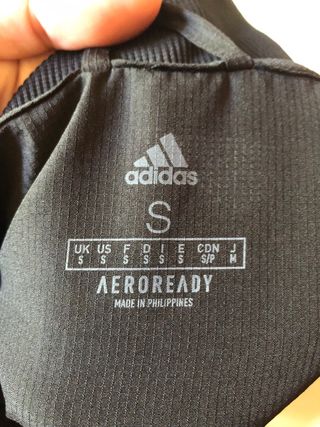 adidas
S
UK US F D I E CDN J
S S S S S S S/P M
AEROREADY
MADE IN PHILIPPINES